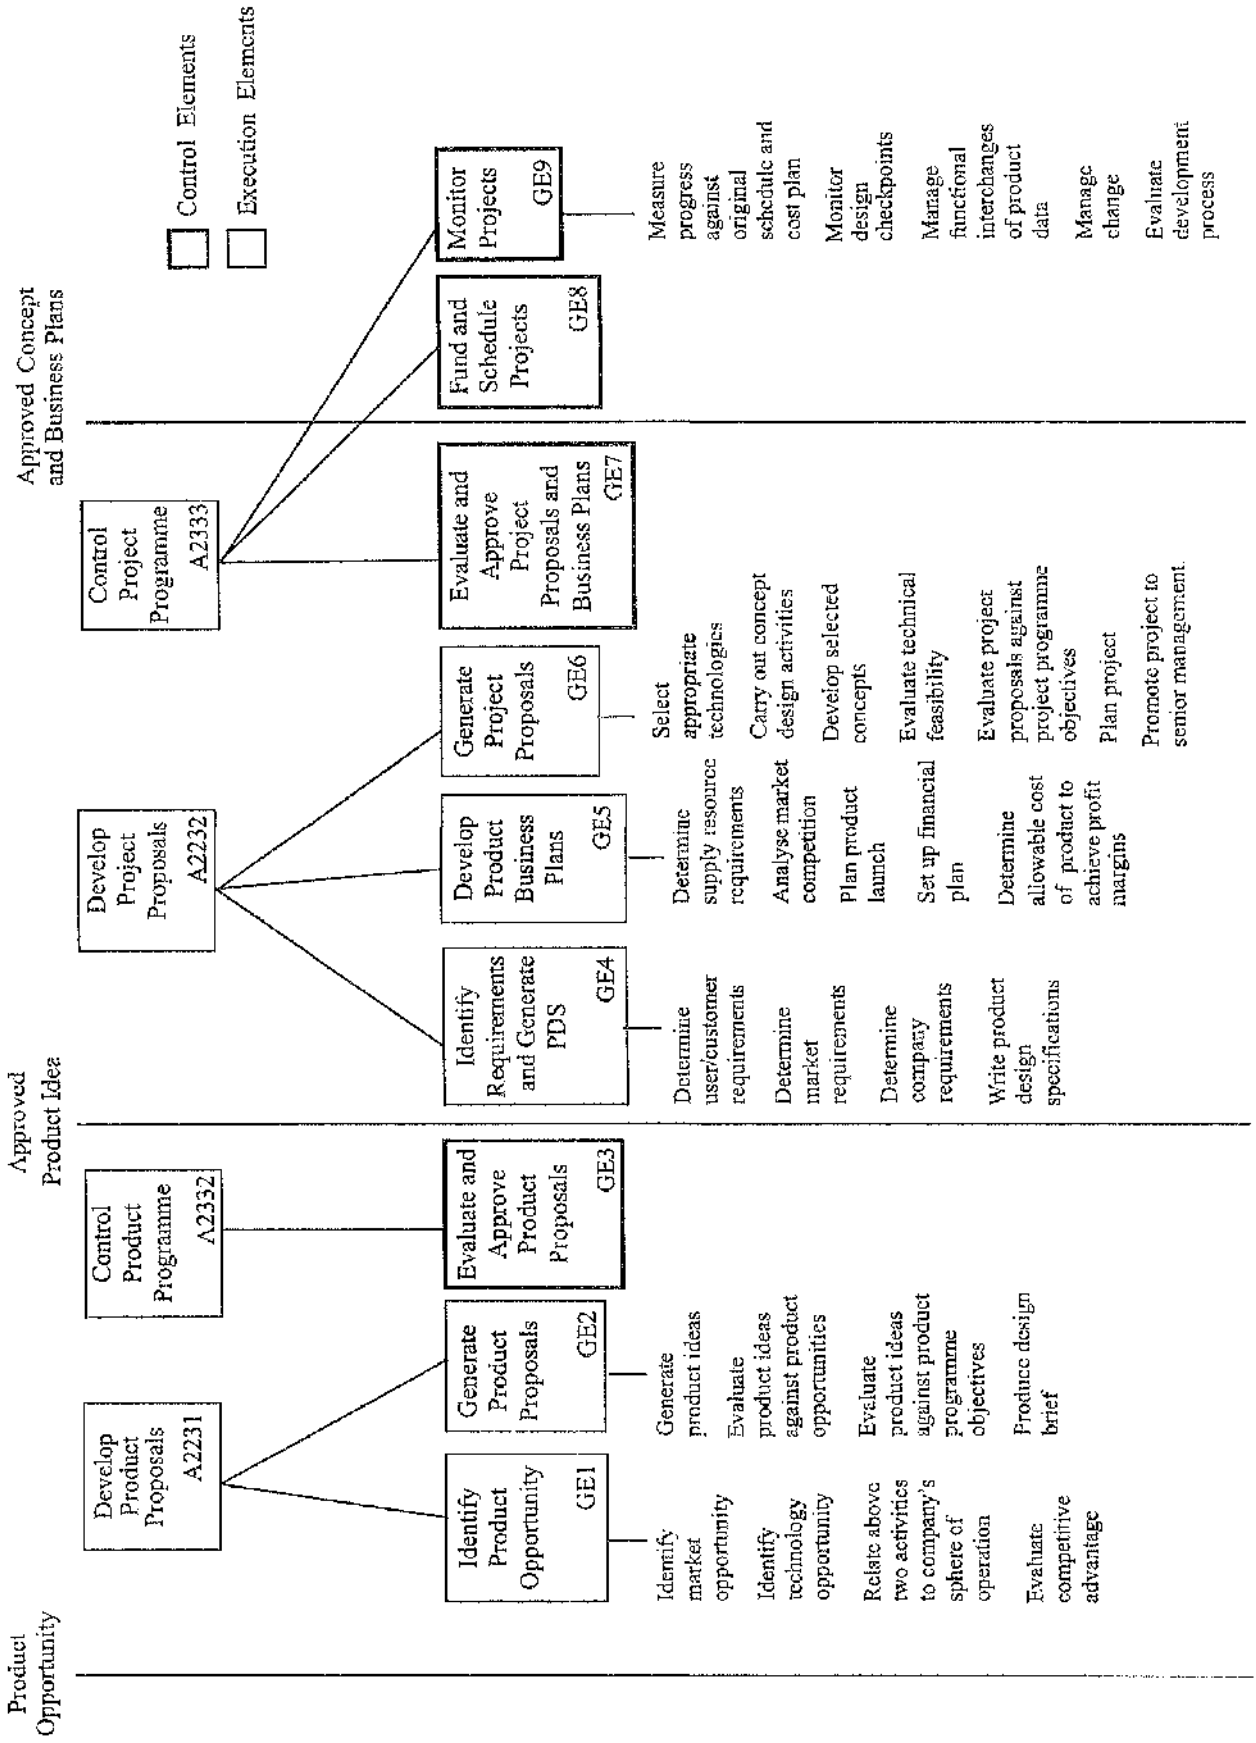 Product
Opportunity
Approved
Product Idea
Approved Concept
and Business Plans
Control Elements
Execution Elements
Develop
Product
Proposals
A2231
Control
Product
Programme
A2332
Develop
Project
Proposals
A2232
Control
Project
Programme
A2333
Identify
Product
Opportunity
GE1
Generate
Product
Proposals
GE2
Evaluate and
Approve
Product
Proposals
GE3
Identify
Requirements
and Generate
PDS
GE4
Develop
Product
Business
Plans
GE5
Generate
Project
Proposals
GE6
Evaluate and
Approve
Project
Proposals and
Business Plans
GE7
Fund and
Schedule
Projects
GE8
Monitor
Projects
GE9
Identify
market
opportunity
Identify
technology
opportunity
Relate above
two activities
to company's
sphere of
operation
Evaluate
competitive
advantage
Generate
product ideas
Evaluate
product ideas
against product
opportunities
Evaluate
product ideas
against product
programme
objectives
Produce design
brief
Determine
user/customer
requirements
Determine
market
requirements
Determine
company
requirements
Write product
design
specifications
Determine
supply resource
requirements
Analyse market
competition
Plan product
launch
Set up financial
plan
Determine
allowable cost
of product to
achieve profit
margins
Select
appropriate
technologies
Carry out concept
design activities
Develop selected
concepts
Evaluate technical
feasibility
Evaluate project
proposals against
project programme
objectives
Plan project
Promote project to
senior management.
Measure
progress
against
original
schedule and
cost plan
Monitor
design
checkpoints
Manage
functional
interchanges
of product
data
Manage
change
Evaluate
development
process